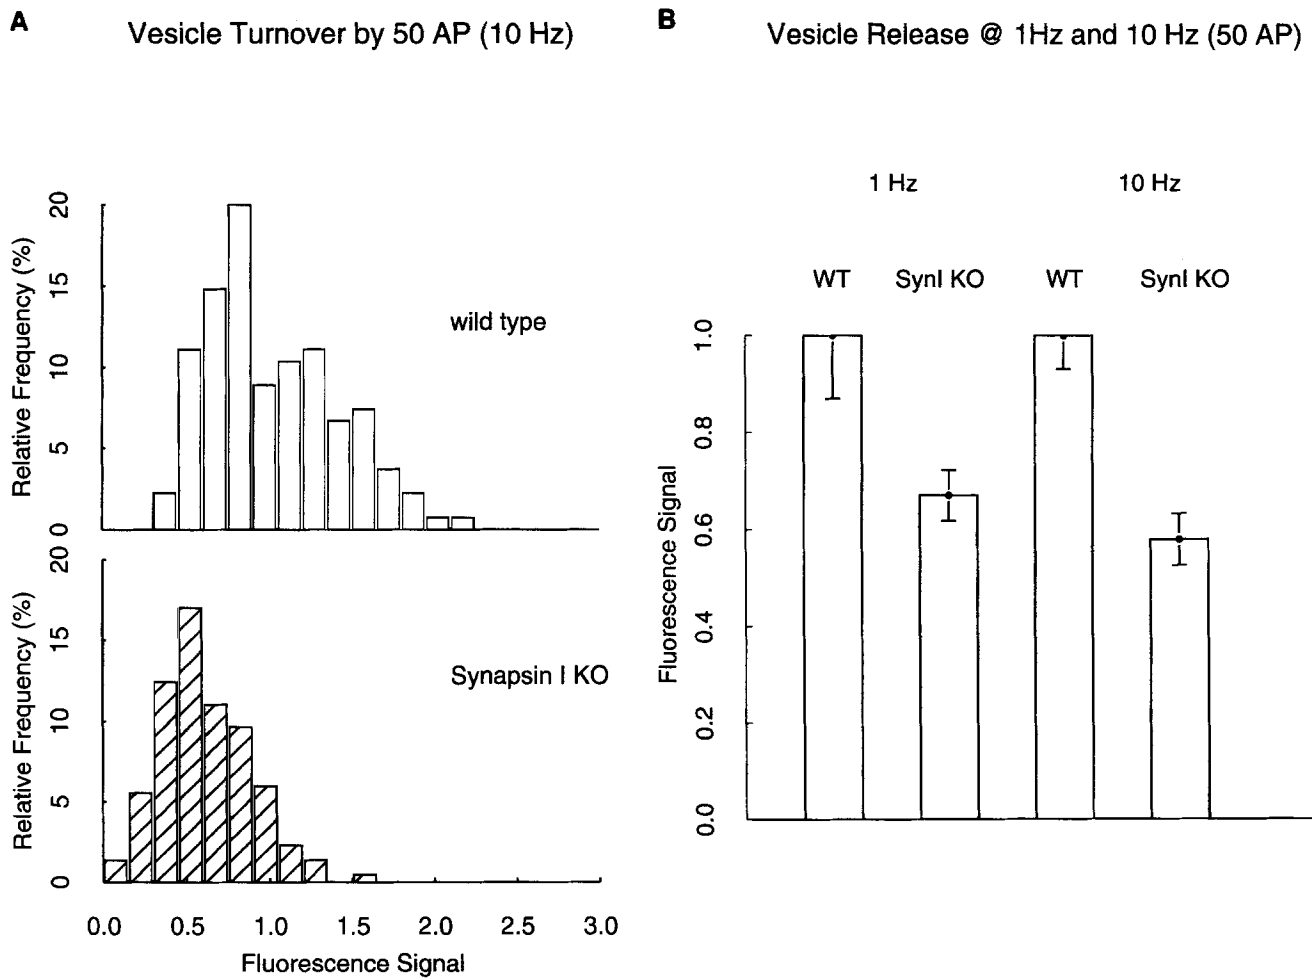 A
Vesicle Turnover by 50 AP (10 Hz)
Relative Frequency (%)
20
15
10
5
0
wild type
Relative Frequency (%)
20
15
10
5
0
Synapsin I KO
0.0 0.5 1.0 1.5 2.0 2.5 3.0
Fluorescence Signal
B
Vesicle Release @ 1Hz and 10 Hz (50 AP)
1 Hz 10 Hz
WT SynI KO WT SynI KO
Fluorescence Signal
1.0
0.8
0.6
0.4
0.2
0.0